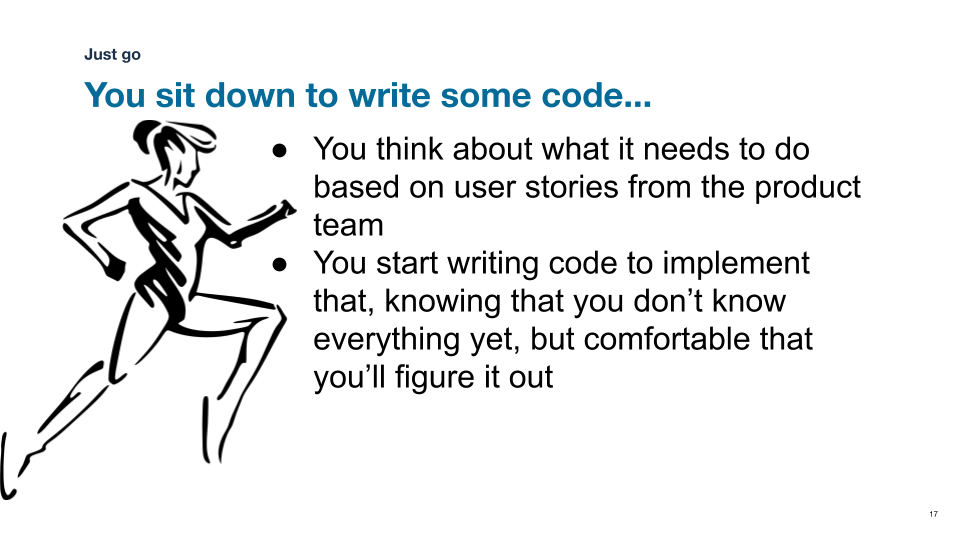 Just go
You sit down to write some code...
● You think about what it needs to do
based on user stories from the product
team
● You start writing code to implement
that, knowing that you don’t know
everything yet, but comfortable that
you’ll figure it out
17